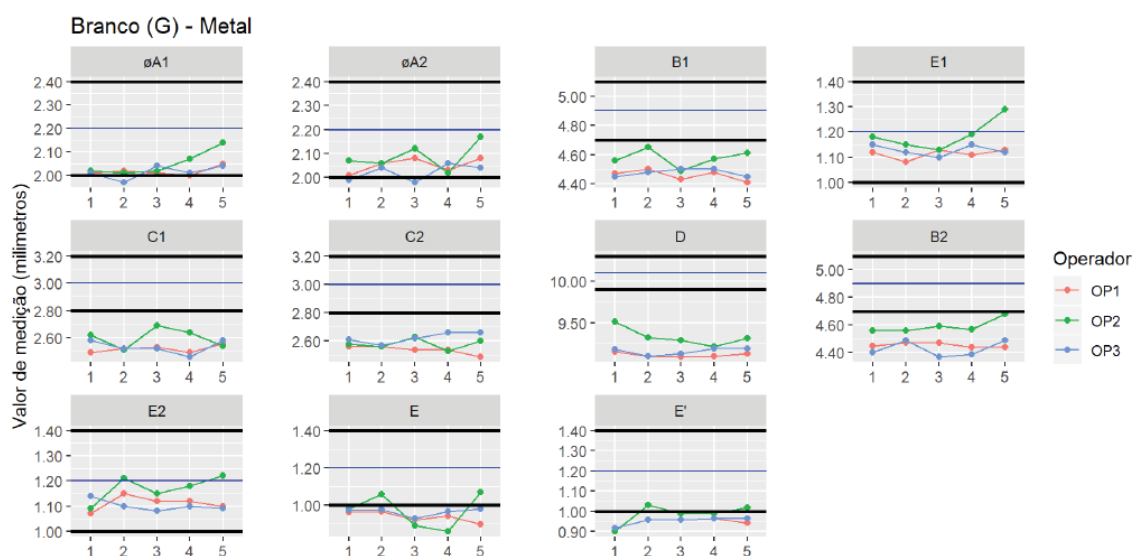 Branco (G) - Metal
Valor de medição (milimetros)
øA1
2.40
2.30
2.20
2.10
2.00
1 2 3 4 5
øA2
2.40
2.30
2.20
2.10
2.00
1 2 3 4 5
B1
5.00
4.80
4.60
4.40
1 2 3 4 5
E1
1.40
1.30
1.20
1.10
1.00
1 2 3 4 5
C1
3.20
3.00
2.80
2.60
1 2 3 4 5
C2
3.20
3.00
2.80
2.60
1 2 3 4 5
D
10.00
9.50
1 2 3 4 5
B2
5.00
4.80
4.60
4.40
1 2 3 4 5
E2
1.40
1.30
1.20
1.10
1.00
1 2 3 4 5
E
1.40
1.20
1.00
1 2 3 4 5
E'
1.40
1.30
1.20
1.10
1.00
0.90
1 2 3 4 5
Operador
OP1
OP2
OP3